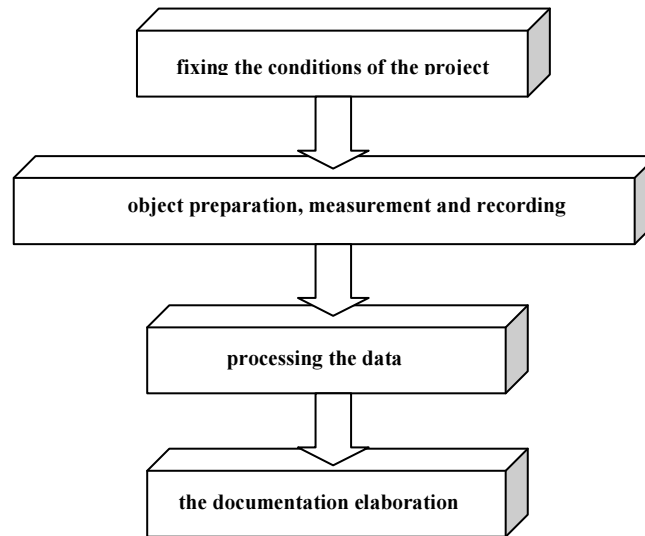 fixing the conditions of the project
object preparation, measurement and recording
processing the data
the documentation elaboration